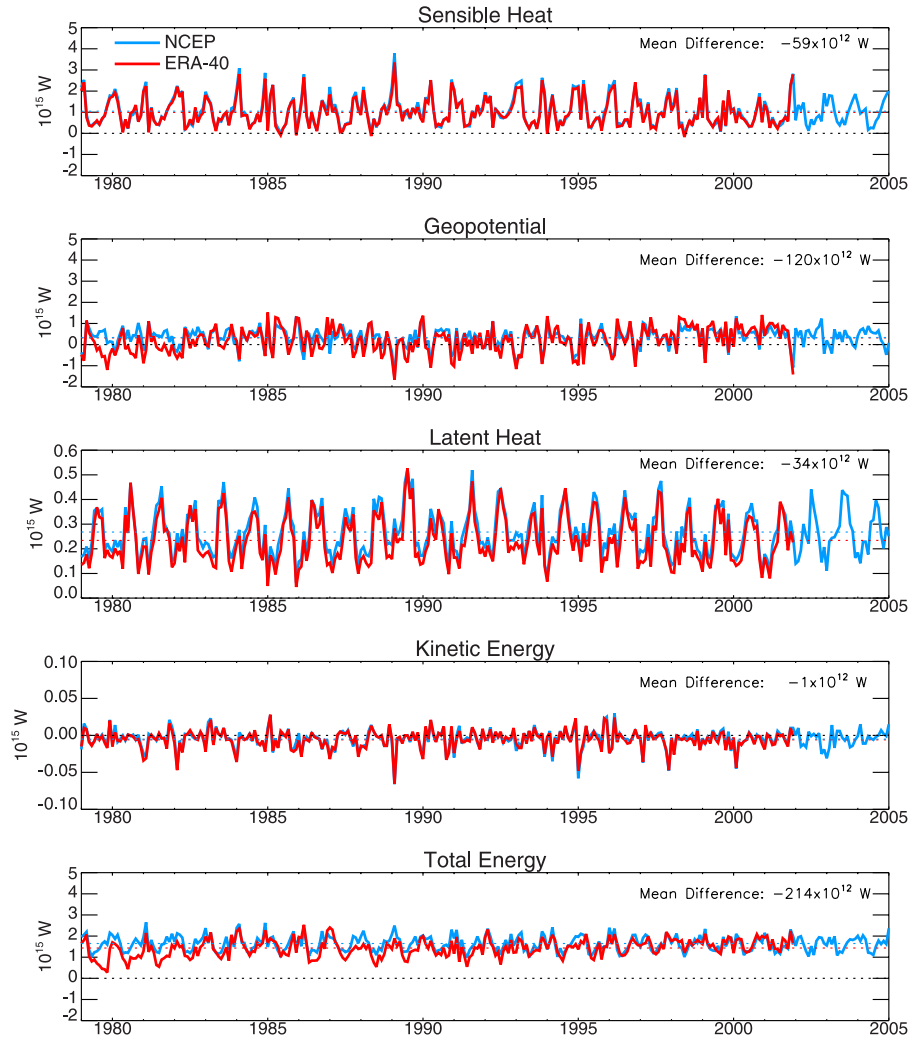 Sensible Heat
NCEP
ERA-40
Mean Difference: −59x10¹² W
10¹⁵ W
5
4
3
2
1
0
-1
-2
1980 1985 1990 1995 2000 2005
Geopotential
Mean Difference: −120x10¹² W
10¹⁵ W
5
4
3
2
1
0
-1
-2
1980 1985 1990 1995 2000 2005
Latent Heat
Mean Difference: −34x10¹² W
10¹⁵ W
0.6
0.5
0.4
0.3
0.2
0.1
0.0
1980 1985 1990 1995 2000 2005
Kinetic Energy
Mean Difference: −1x10¹² W
10¹⁵ W
0.10
0.05
0.00
-0.05
-0.10
1980 1985 1990 1995 2000 2005
Total Energy
Mean Difference: −214x10¹² W
10¹⁵ W
5
4
3
2
1
0
-1
-2
1980 1985 1990 1995 2000 2005